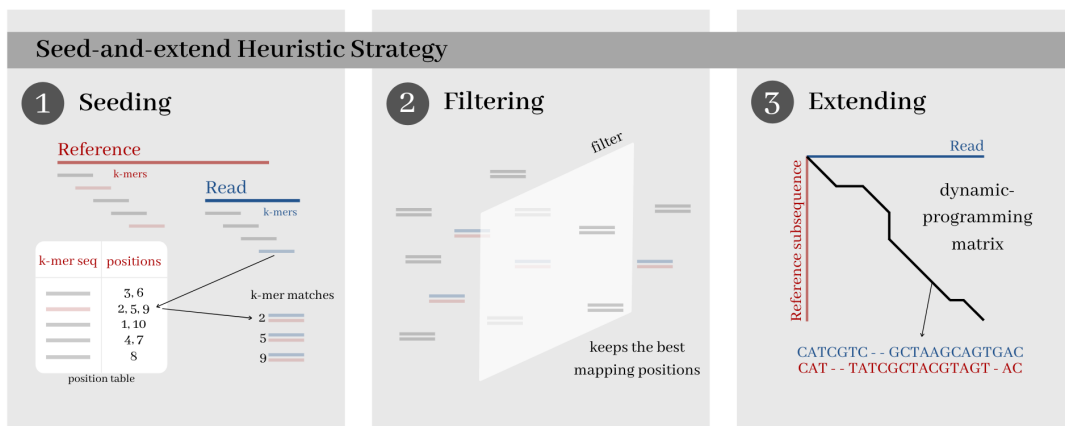 Seed-and-extend Heuristic Strategy
1 Seeding
Reference
k-mers
Read
k-mers
k-mer seq positions
3, 6
2, 5, 9
1, 10
4, 7
8
position table
k-mer matches
2
5
9
2 Filtering
filter
keeps the best
mapping positions
3 Extending
Read
Reference subsequence
dynamic-
programming
matrix
CATCGTC - - GCTAAGCAGTGAC
CAT - - TATCGCTACGTAGT - AC